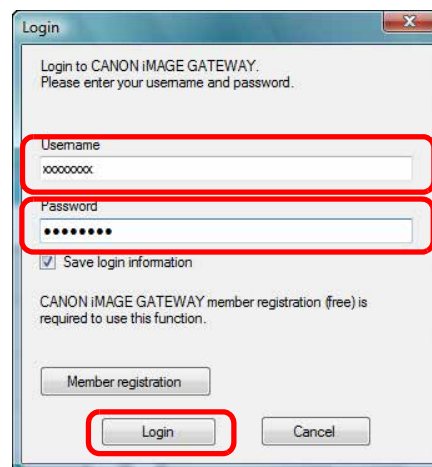 Login
Login to CANON iMAGE GATEWAY.
Please enter your username and password.
Username
xxxxxxxx
Password
••••••••
Save login information
CANON iMAGE GATEWAY member registration (free) is
required to use this function.
Member registration
Login Cancel